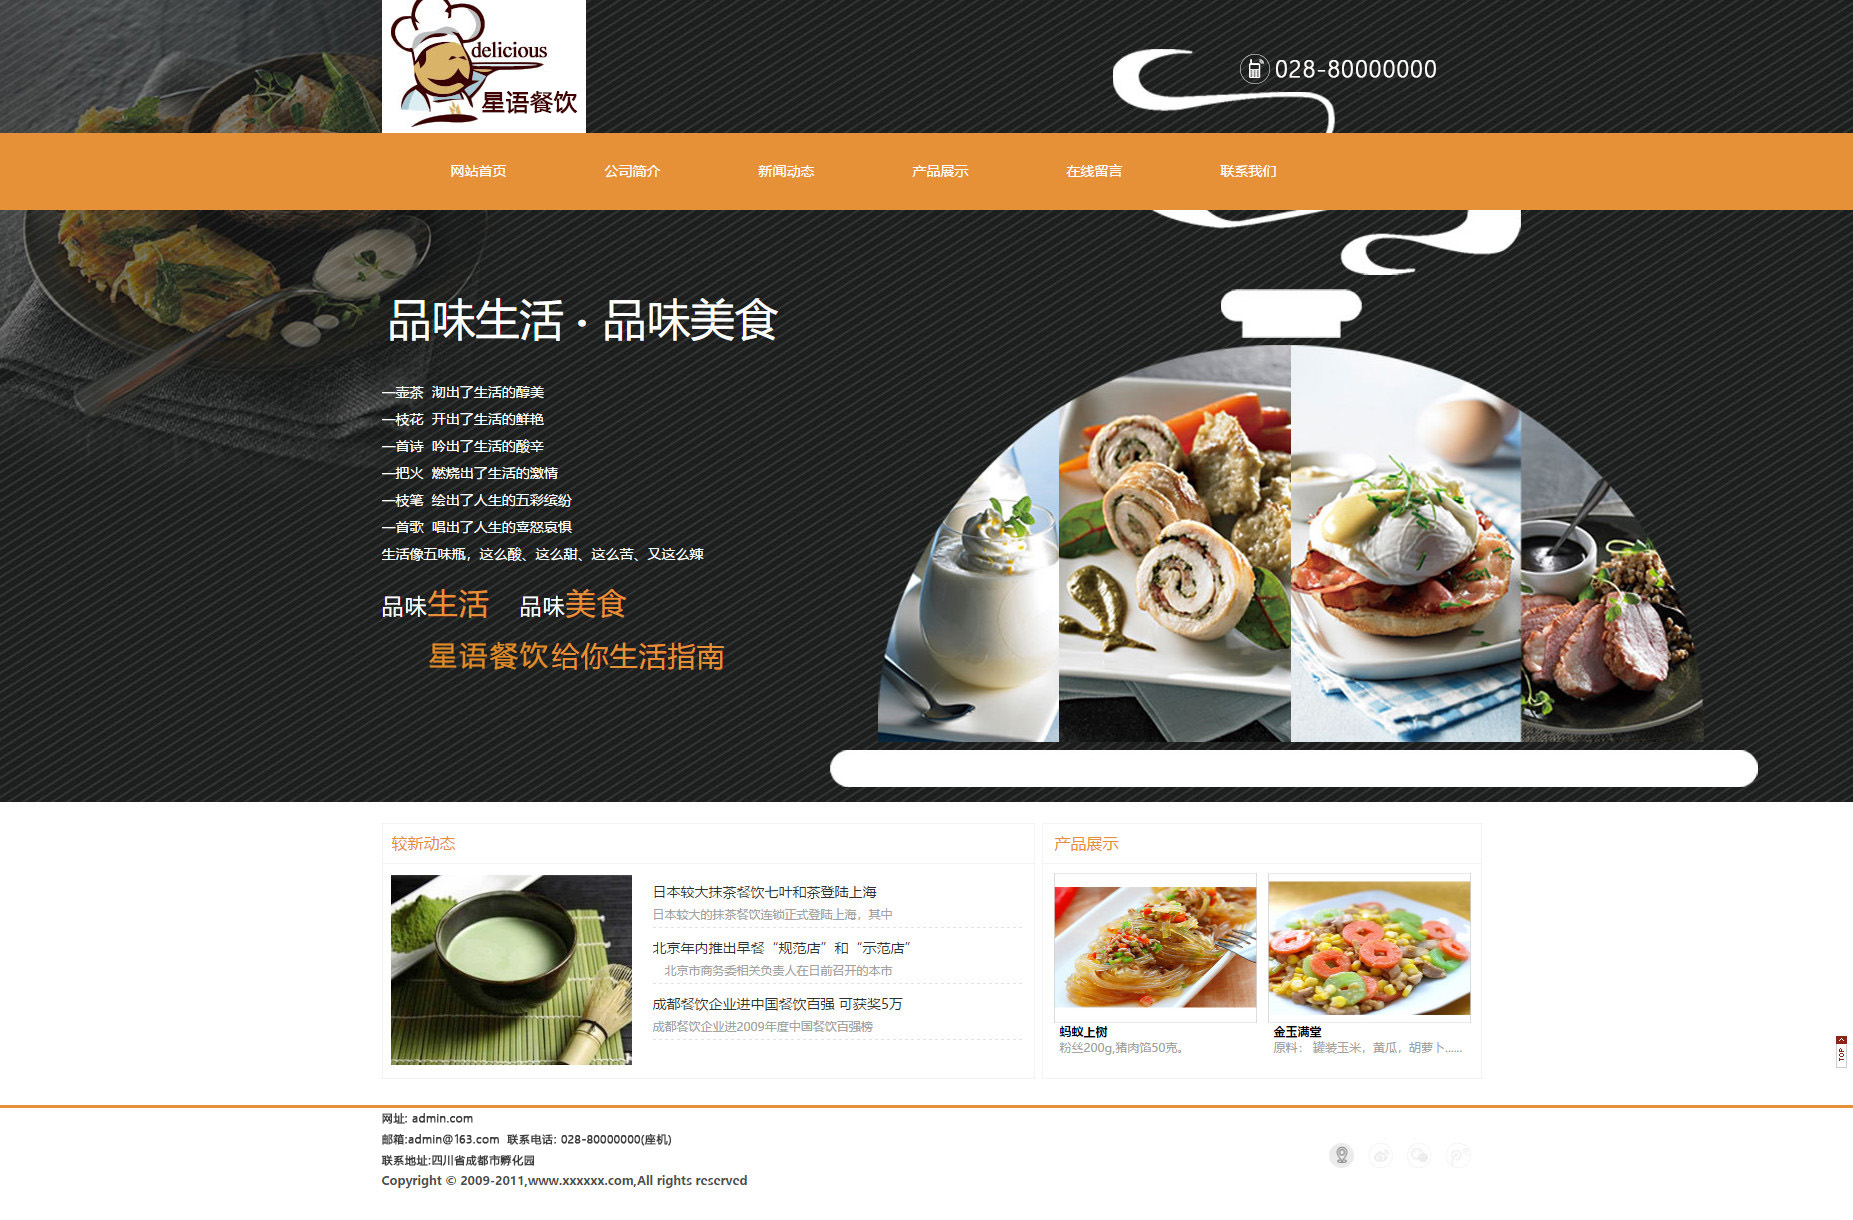 delicious
星语餐饮
028-80000000
网站首页
公司简介
新闻动态
产品展示
在线留言
联系我们
品味生活 · 品味美食
一壶茶 沏出了生活的醇美
一枝花 开出了生活的鲜艳
一首诗 吟出了生活的酸辛
一把火 燃烧出了生活的激情
一枝笔 绘出了人生的五彩缤纷
一首歌 唱出了人生的喜怒哀惧
生活像五味瓶，这么酸、这么甜、这么苦、又这么辣
品味生活 品味美食
星语餐饮给你生活指南
较新动态
日本较大抹茶餐饮七叶和茶登陆上海
日本较大的抹茶餐饮连锁正式登陆上海，其中
北京年内推出早餐“规范店”和“示范店”
北京市商务委相关负责人在日前召开的本市
成都餐饮企业进中国餐饮百强 可获奖5万
成都餐饮企业进2009年度中国餐饮百强榜
产品展示
蚂蚁上树
粉丝200g,猪肉馅50克。
金玉满堂
原料： 罐装玉米，黄瓜，胡萝卜......
TOP
网址: admin.com
邮箱:admin@163.com 联系电话: 028-80000000(座机)
联系地址:四川省成都市孵化园
Copyright © 2009-2011,www.xxxxxx.com,All rights reserved